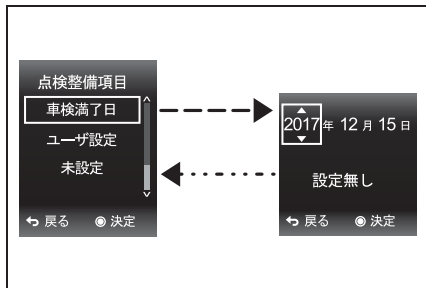 点検整備項目
車検満了日
ユーザ設定
未設定
戻る 決定
2017年 12月 15日
設定無し
戻る 決定